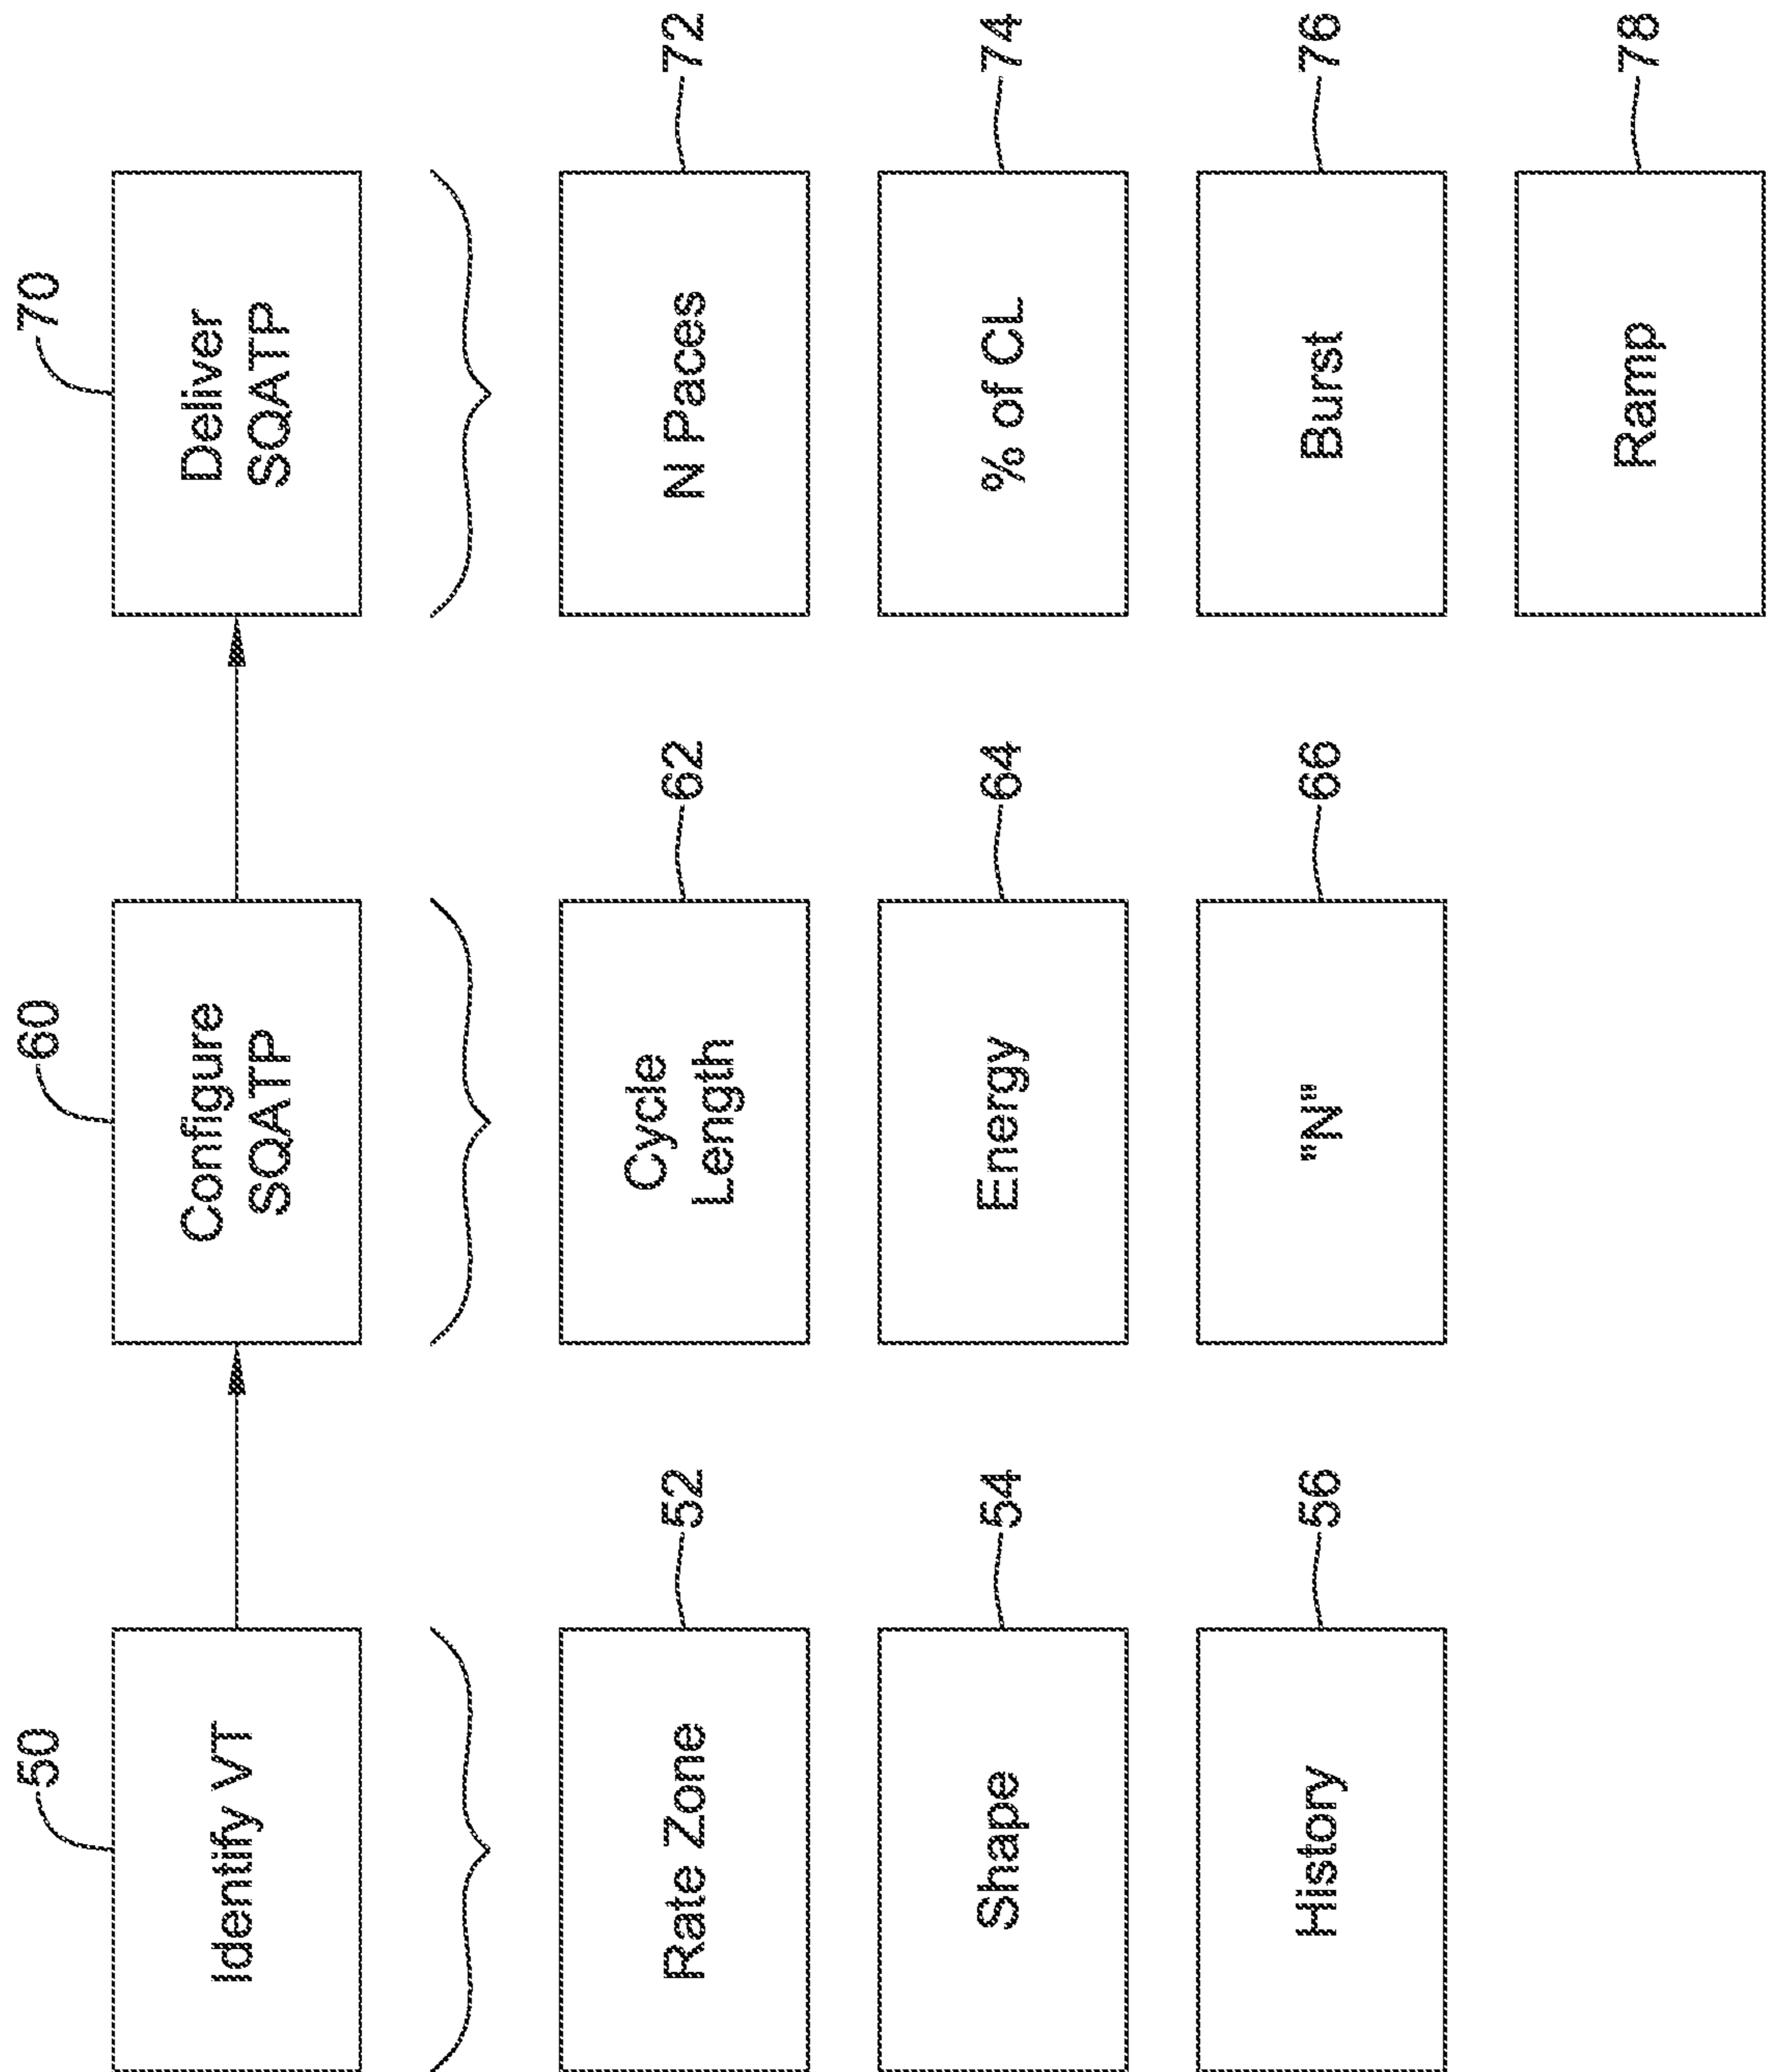 50
Identify VT
60
Configure
SQATP
70
Deliver
SQATP
Rate Zone
52
Cycle
Length
62
N Paces
72
Shape
54
Energy
64
% of CL
74
History
56
"N"
66
Burst
76
Ramp
78